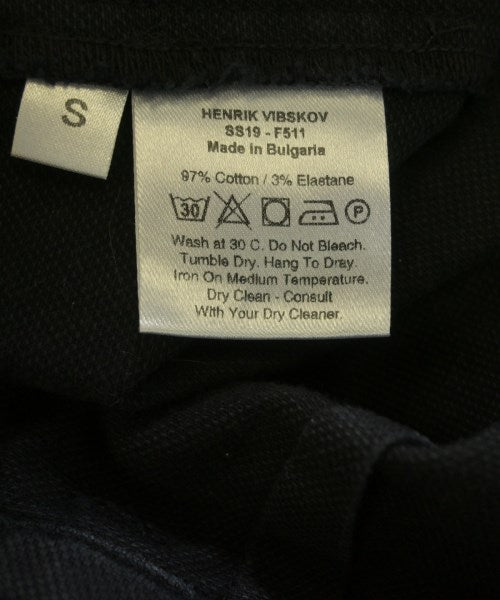 S
HENRIK VIBSKOV
SS19 - F511
Made in Bulgaria
97% Cotton / 3% Elastane
30 P
Wash at 30 C. Do Not Bleach.
Tumble Dry. Hang To Dray.
Iron On Medium Temperature.
Dry Clean - Consult
With Your Dry Cleaner.